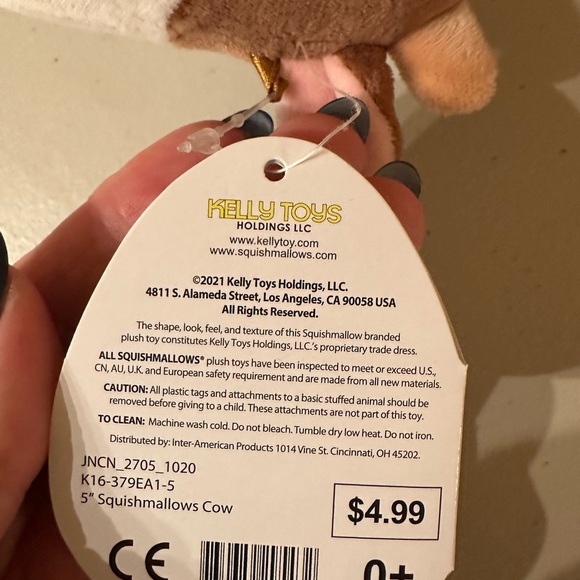 KELLY TOYS
HOLDINGS LLC
www.kellytoy.com
www.squishmallows.com
©2021 Kelly Toys Holdings, LLC.
4811 S. Alameda Street, Los Angeles, CA 90058 USA
All Rights Reserved.
The shape, look, feel, and texture of this Squishmallow branded
plush toy constitutes Kelly Toys Holdings, LLC.'s proprietary trade dress.
ALL SQUISHMALLOWS® plush toys have been inspected to meet or exceed U.S.,
CN, AU, U.K. and European safety requirement and are made from all new materials.
CAUTION: All plastic tags and attachments to a basic stuffed animal should be
removed before giving to a child. These attachments are not part of this toy.
TO CLEAN: Machine wash cold. Do not bleach. Tumble dry low heat. Do not iron.
Distributed by: Inter-American Products 1014 Vine St. Cincinnati, OH 45202.
JNCN_2705_1020
K16-379EA1-5
5" Squishmallows Cow
$4.99
CE
0+